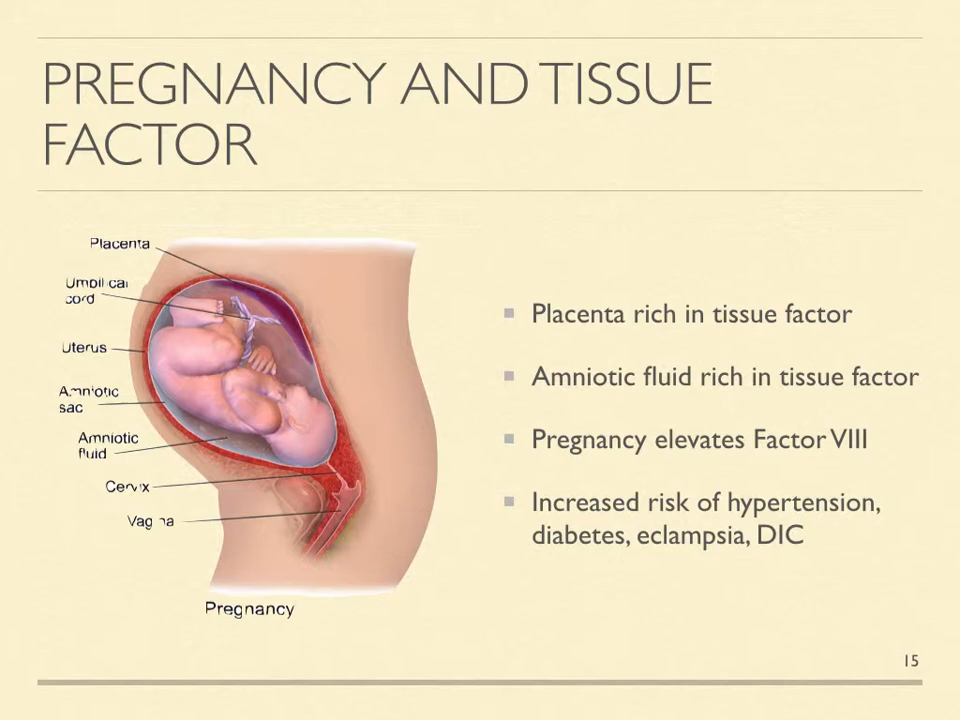 PREGNANCY AND TISSUE
FACTOR
Placenta
Umbilical
cord
Uterus
Amniotic
sac
Amniotic
fluid
Cervix
Vagina
Pregnancy
Placenta rich in tissue factor
Amniotic fluid rich in tissue factor
Pregnancy elevates Factor VIII
Increased risk of hypertension,
diabetes, eclampsia, DIC
15